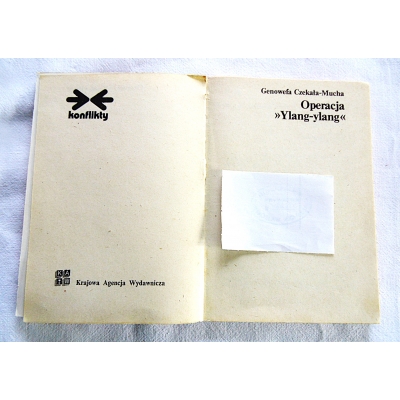 konflikty
Krajowa Agencja Wydawnicza
Genowefa Czekała-Mucha
Operacja
»Ylang-ylang«